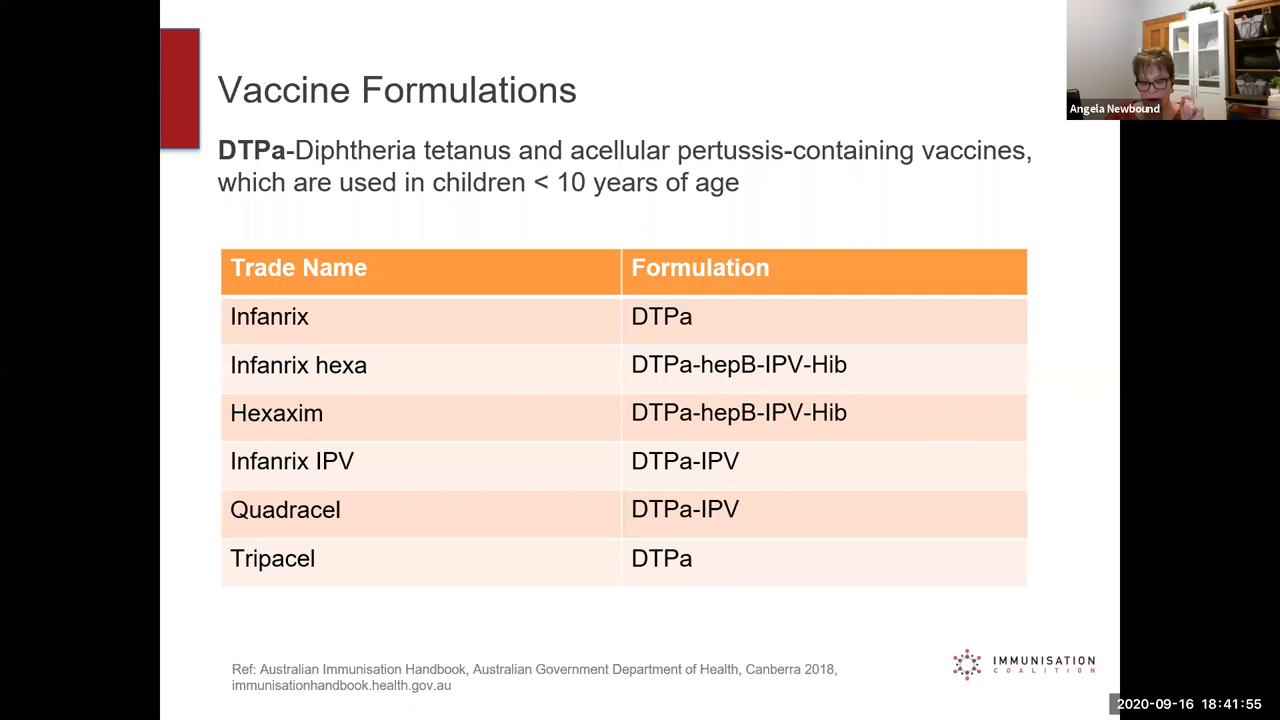 Vaccine Formulations
Angela Newbound
DTPa-Diphtheria tetanus and acellular pertussis-containing vaccines,
which are used in children < 10 years of age
Trade Name Formulation
Infanrix DTPa
Infanrix hexa DTPa-hepB-IPV-Hib
Hexaxim DTPa-hepB-IPV-Hib
Infanrix IPV DTPa-IPV
Quadracel DTPa-IPV
Tripacel DTPa
Ref: Australian Immunisation Handbook, Australian Government Department of Health, Canberra 2018,
immunisationhandbook.health.gov.au
IMMUNISATION
COALITION
2020-09-16 18:41:55